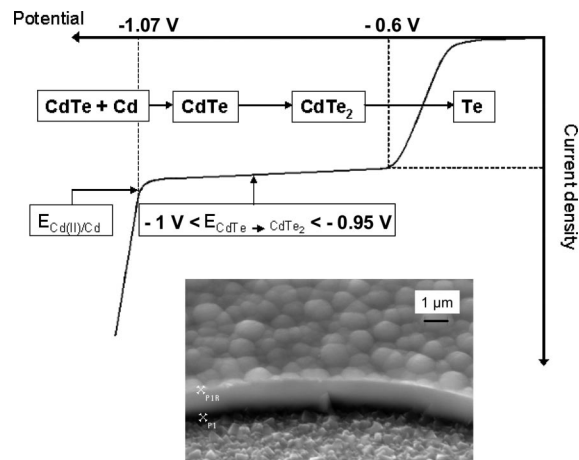 Potential
-1.07 V
- 0.6 V
CdTe + Cd
CdTe
CdTe2
Te
Current density
ECd(II)/Cd
- 1 V < ECdTe → CdTe2 < - 0.95 V
1 µm
P1R
P1